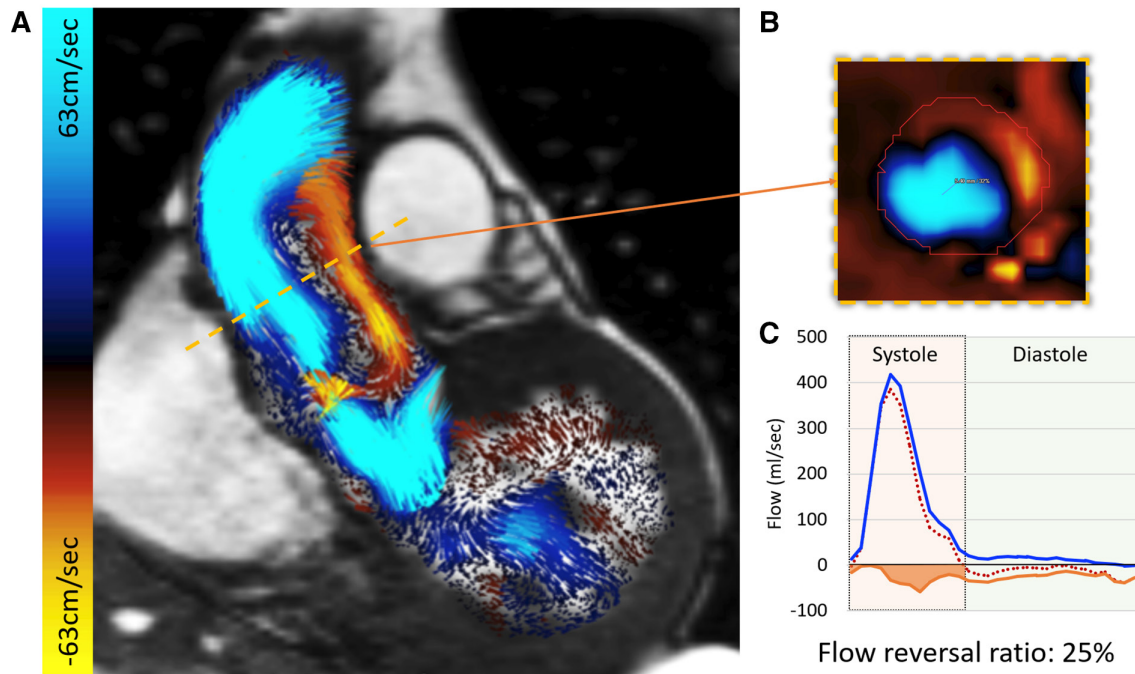 A
63cm/sec
-63cm/sec
B
C
500
400
300
200
100
0
-100
Flow (ml/sec)
Systole
Diastole
Flow reversal ratio: 25%